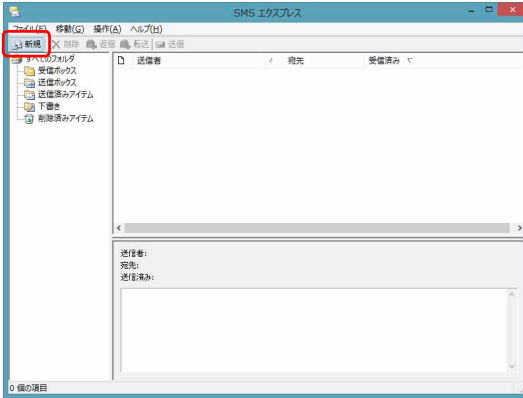 SMS エクスプレス
ファイル(F) 移動(G) 操作(A) ヘルプ(H)
新規 削除 返信 転送 送信
すべてのフォルダ
受信ボックス
送信ボックス
送信済みアイテム
下書き
削除済みアイテム
送信者 宛先 受信済み
送信者:
宛先:
送信済み:
0 個の項目